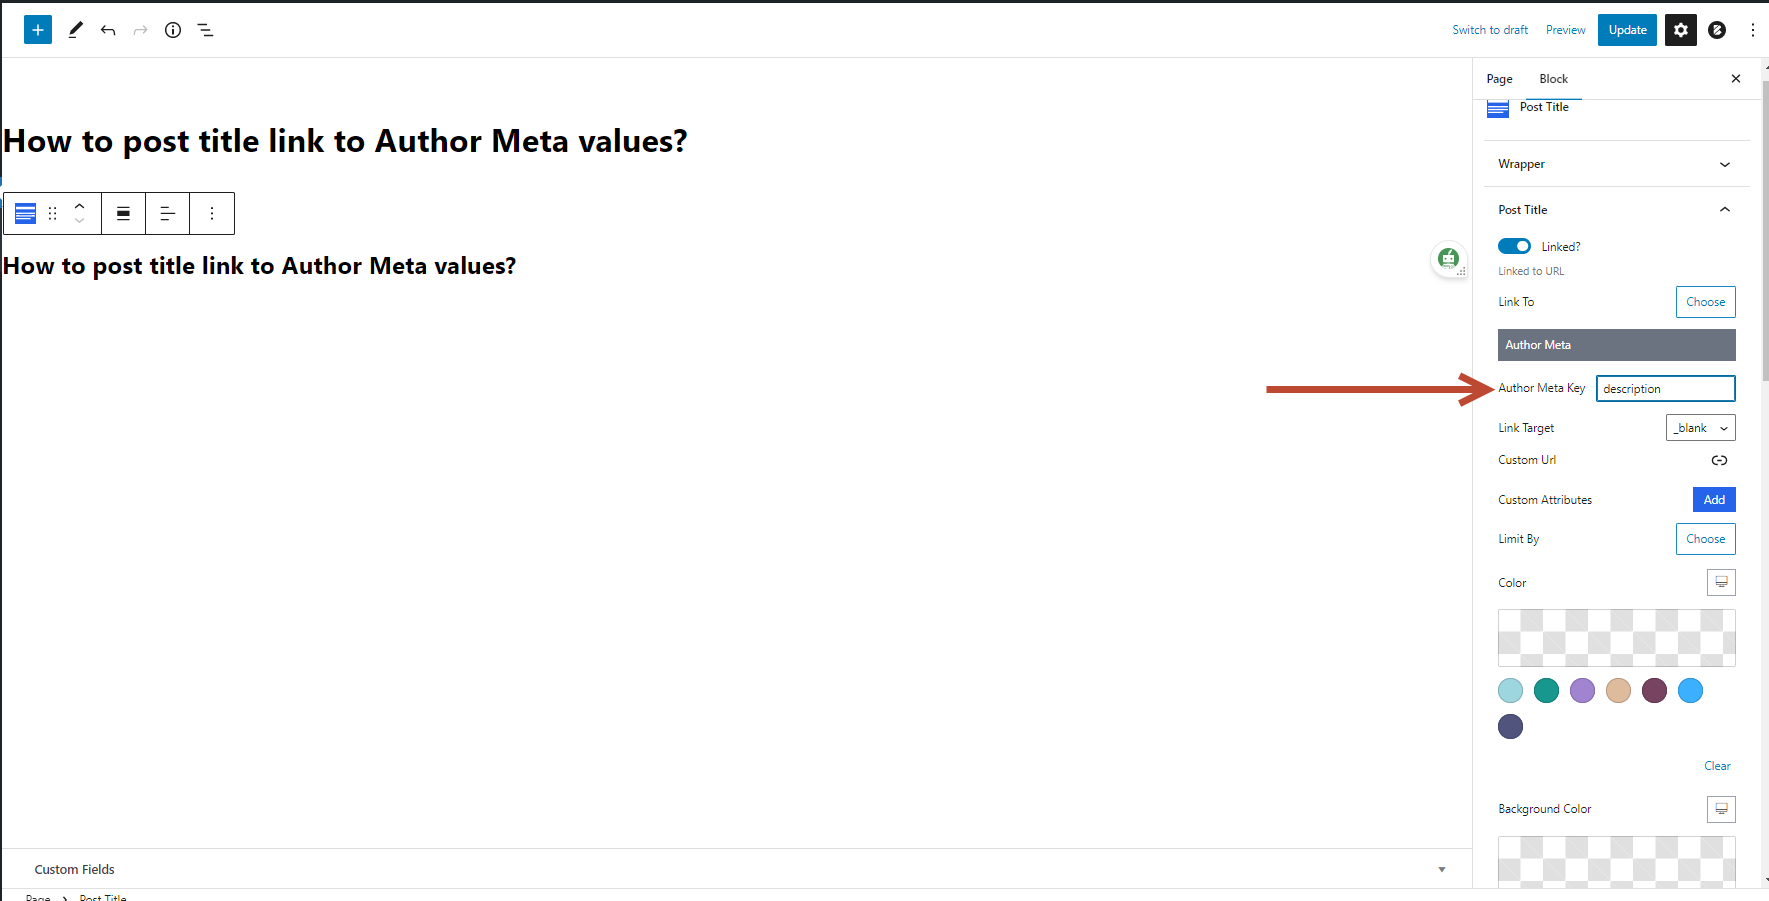 Switch to draft
Preview
Update
Page
Block
Post Title
How to post title link to Author Meta values?
Wrapper
Post Title
How to post title link to Author Meta values?
Linked?
Linked to URL
Link To
Choose
Author Meta
Author Meta Key
description
Link Target
_blank
Custom Url
Custom Attributes
Add
Limit By
Choose
Color
Clear
Background Color
Custom Fields
Page
Post Title